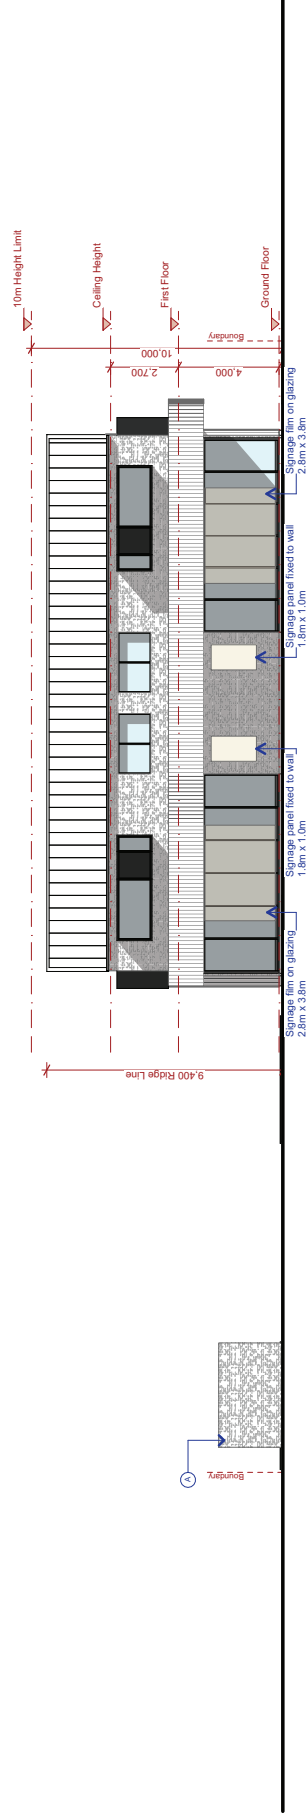 10m Height Limit
Ceiling Height
First Floor
Ground Floor
Boundary
10,000
2,700
4,000
Signage film on glazing
2.8m x 3.8m
Signage panel fixed to wall
1.8m x 1.0m
Signage panel fixed to wall
1.8m x 1.0m
Signage film on glazing
2.8m x 3.8m
9,400 Ridge Line
A
Boundary